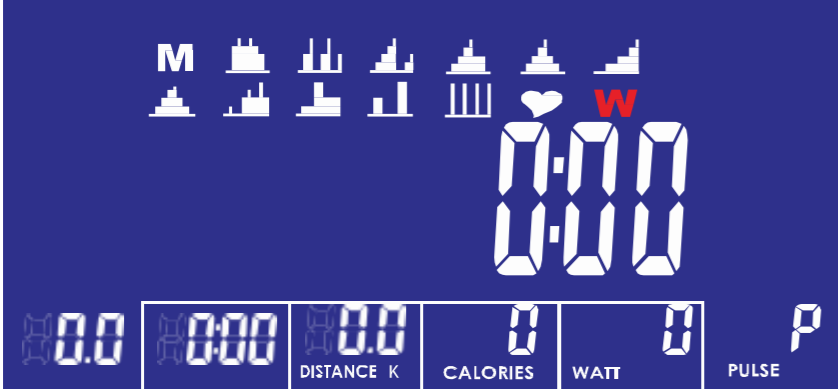 M
W
0:00
0.0 0:00 0.0 0 0 P
DISTANCE K CALORIES WATT PULSE